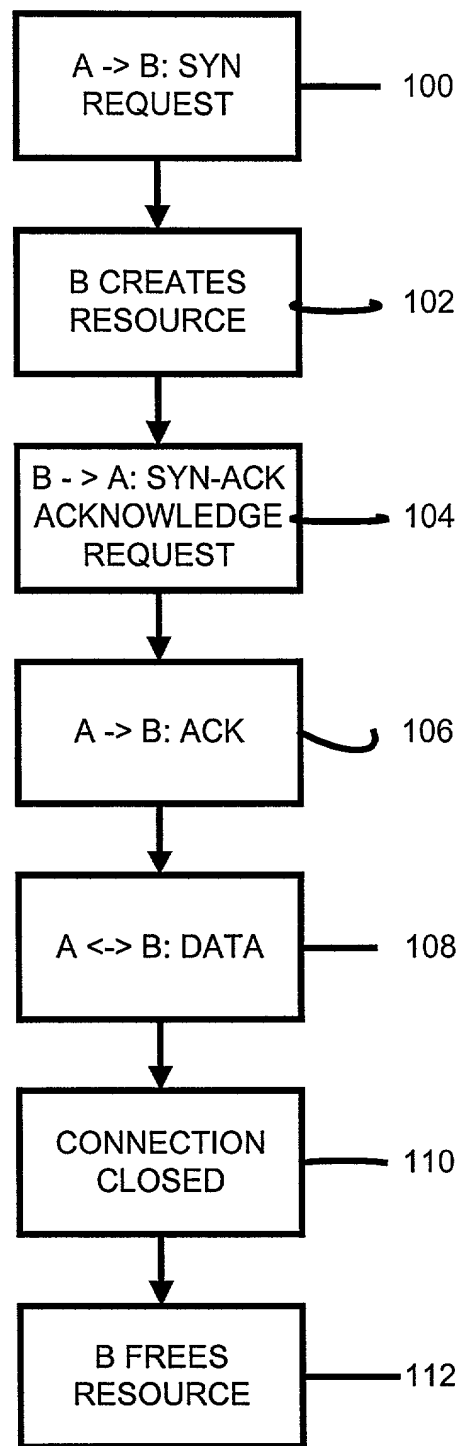 A -> B: SYN
REQUEST
100
B CREATES
RESOURCE
102
B - > A: SYN-ACK
ACKNOWLEDGE
REQUEST
104
A -> B: ACK
106
A <-> B: DATA
108
CONNECTION
CLOSED
110
B FREES
RESOURCE
112